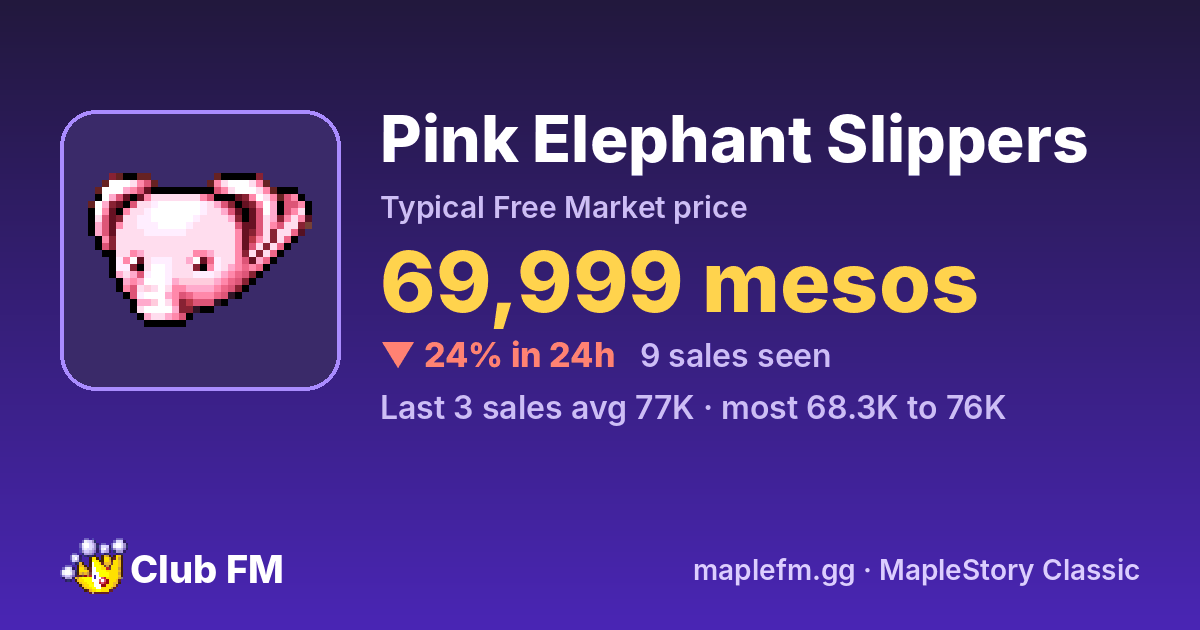 Pink Elephant Slippers
Typical Free Market price
69,999 mesos
▼ 24% in 24h 9 sales seen
Last 3 sales avg 77K · most 68.3K to 76K
Club FM
maplefm.gg · MapleStory Classic